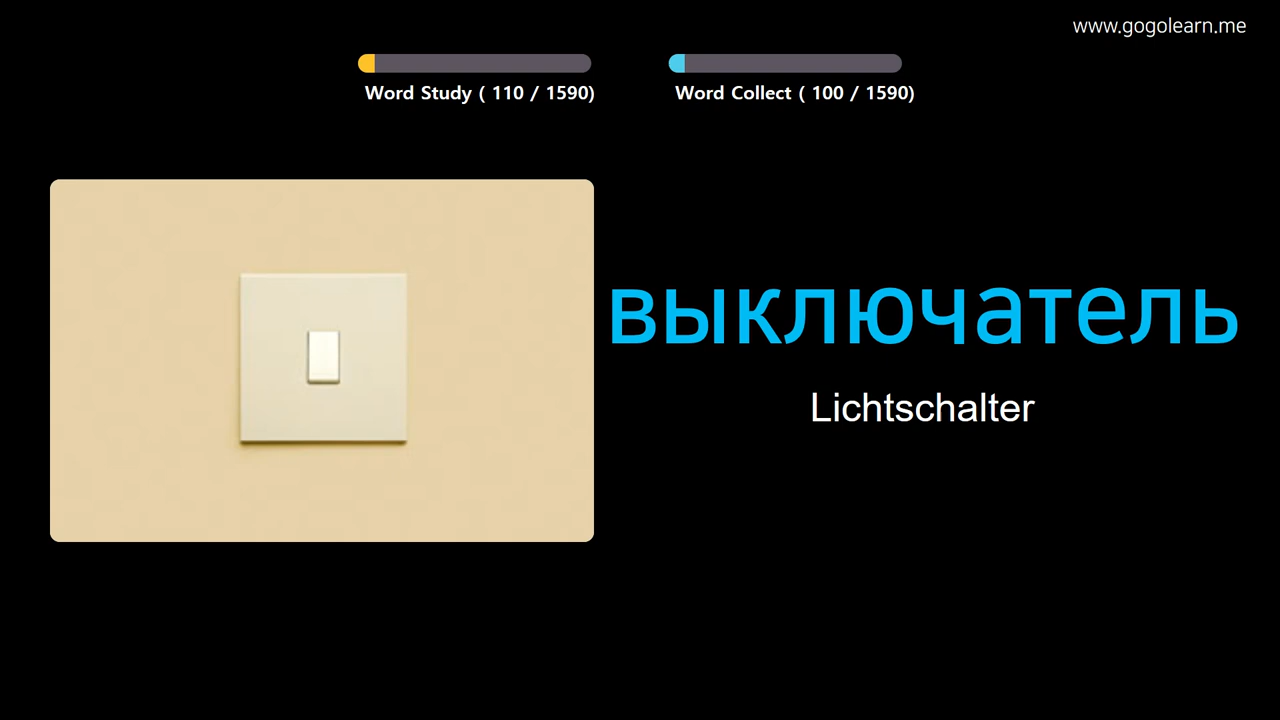 www.gogolearn.me
Word Study ( 110 / 1590)
Word Collect ( 100 / 1590)
выключатель
Lichtschalter